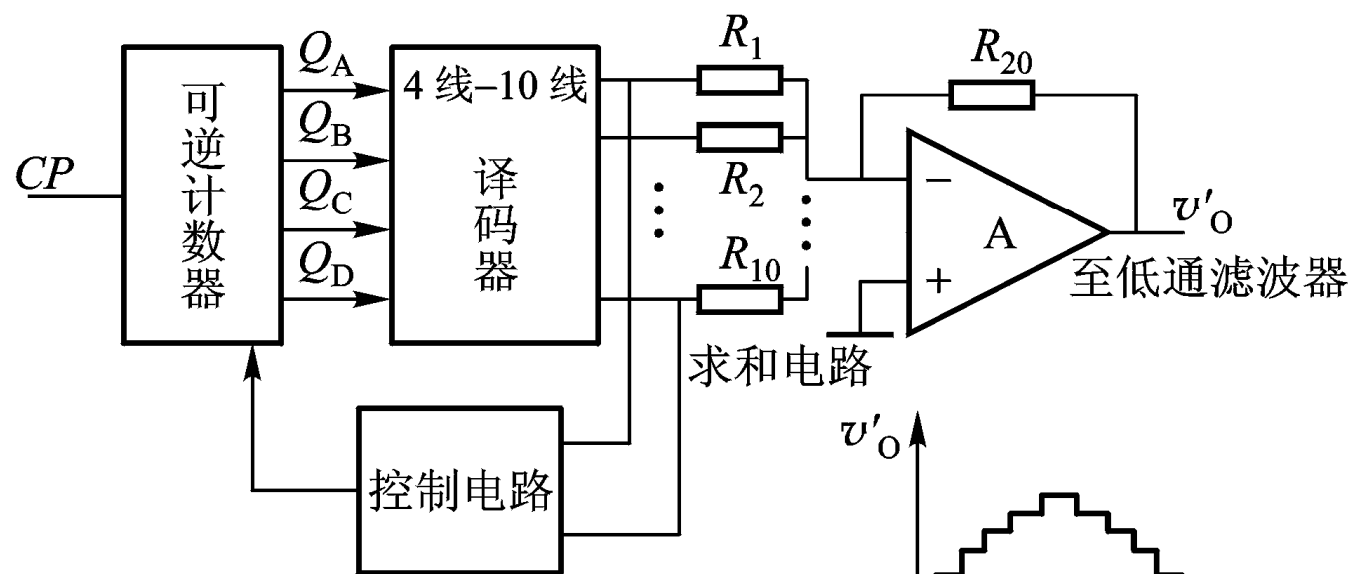 CP
可逆计数器
Q_A
Q_B
Q_C
Q_D
4 线–10 线
译码器
R_1
R_2
R_10
求和电路
R_20
−
+
A
v'_O
至低通滤波器
控制电路
v'_O